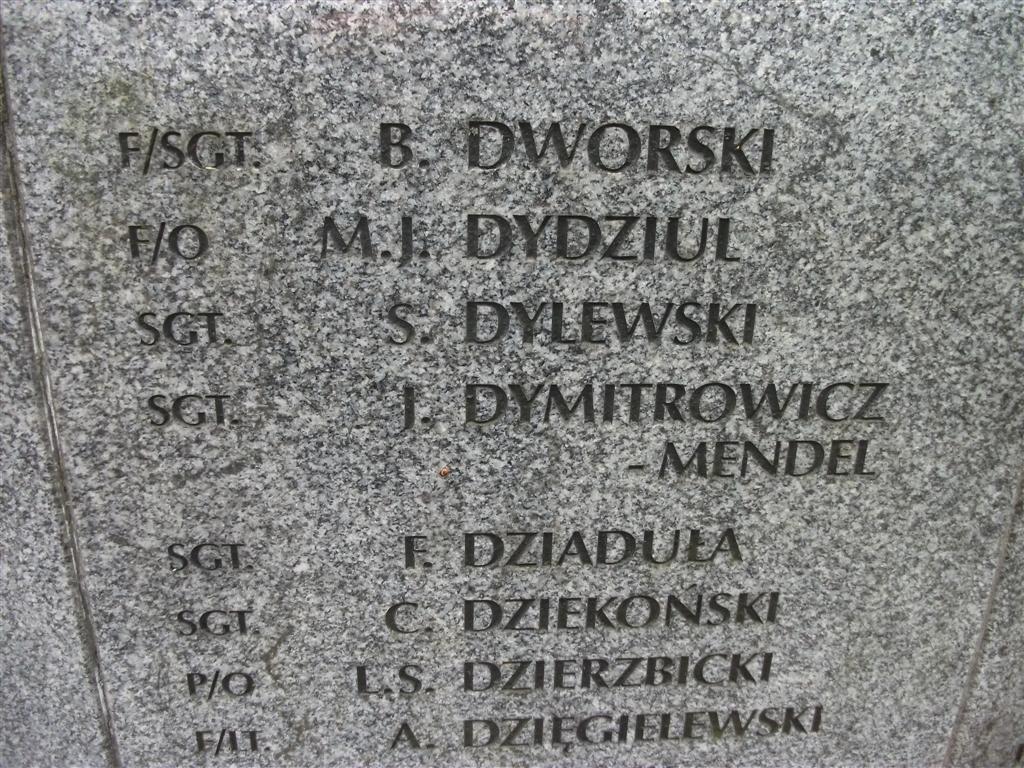 F/SGT. B. DWORSKI
F/O M.J. DYDZIUL
SGT. S. DYLEWSKI
SGT. J. DYMITROWICZ
- MENDEL
SGT. F. DZIADUŁA
SGT. C. DZIEKOŃSKI
P/O L.S. DZIERZBICKI
F/LT. A. DZIĘGIELEWSKI